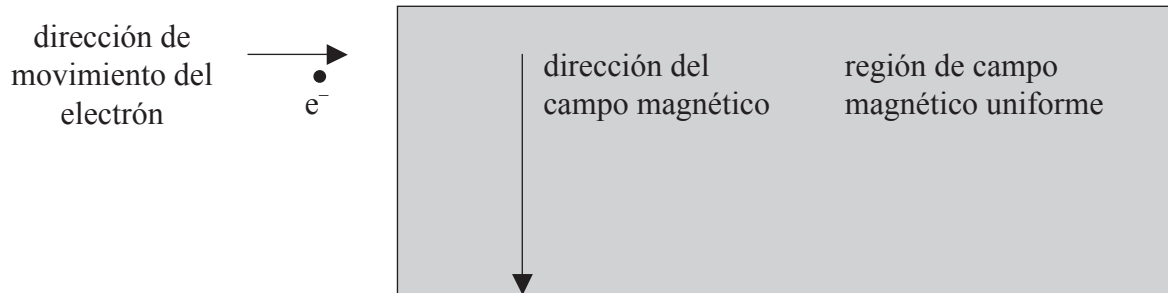 dirección de
movimiento del
electrón
e⁻
dirección del
campo magnético
región de campo
magnético uniforme